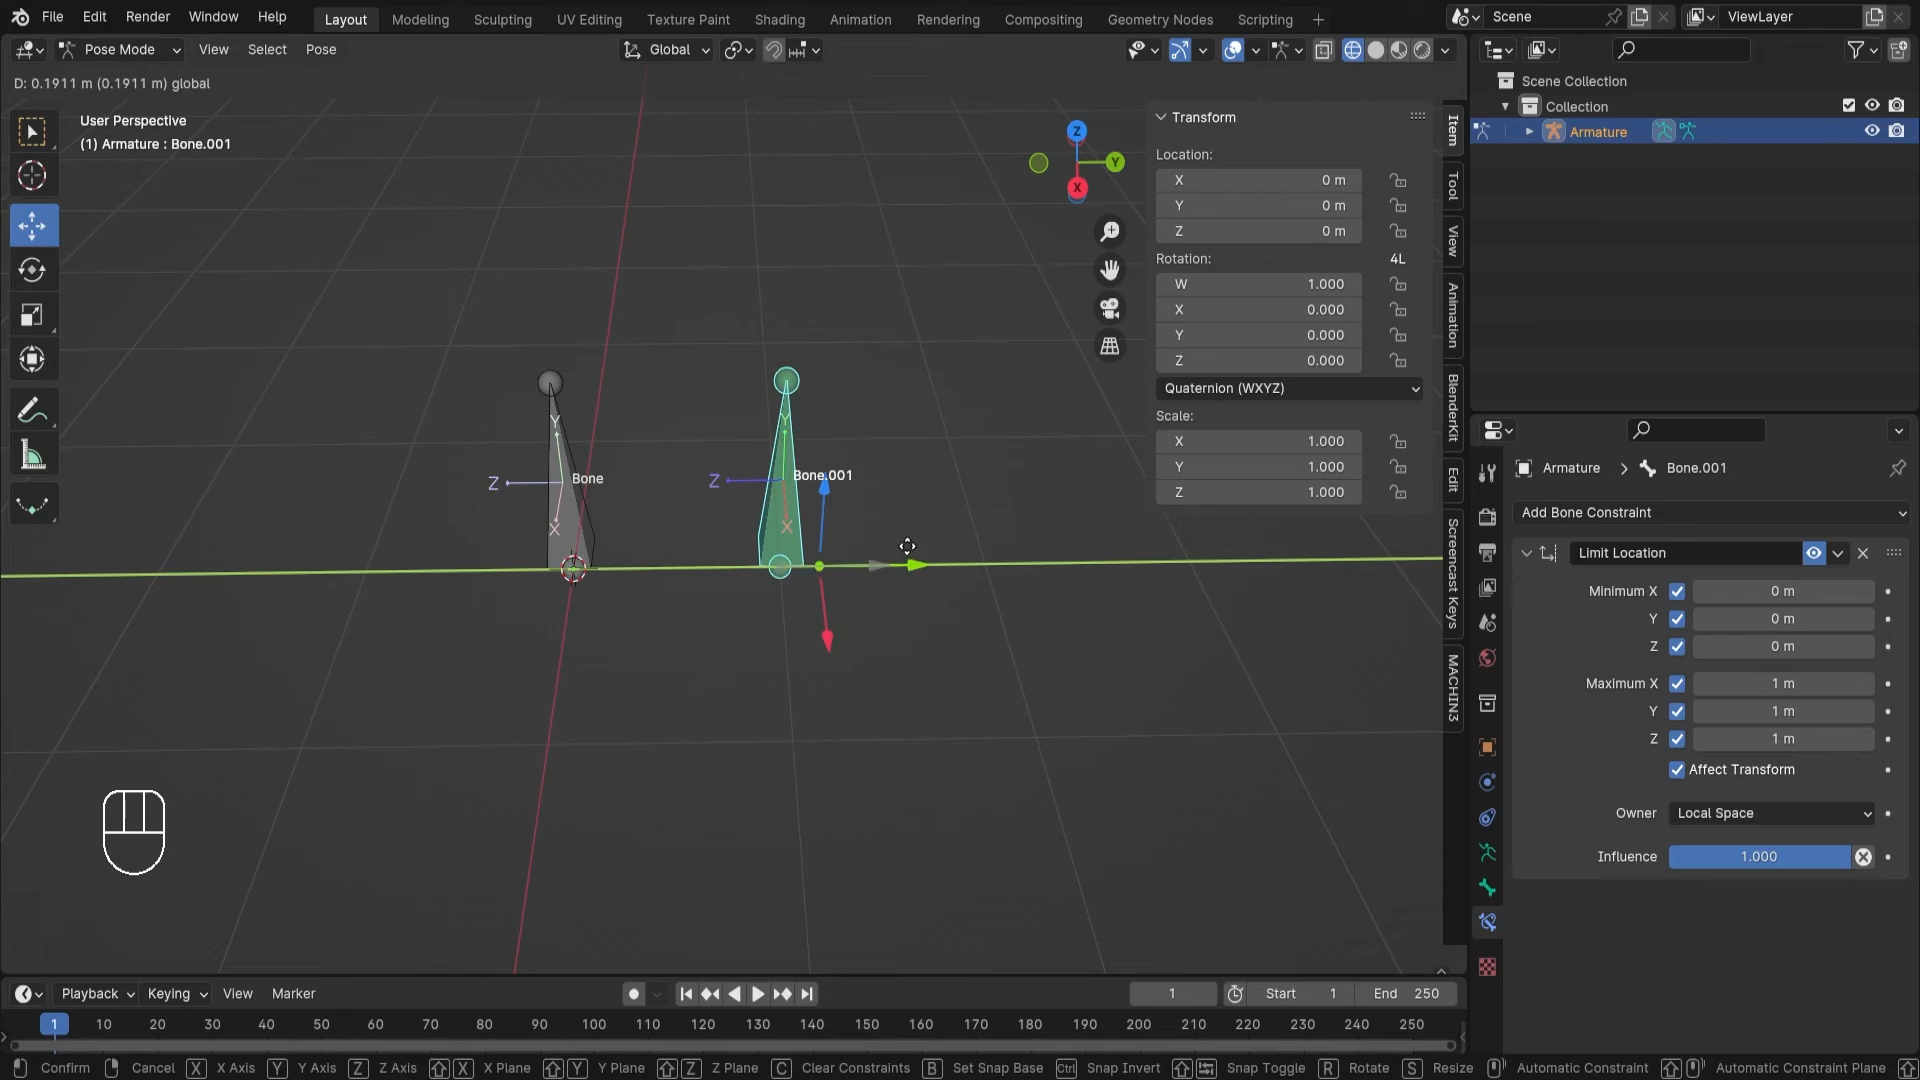 File Edit Render Window Help Layout Modeling Sculpting UV Editing Texture Paint Shading Animation Rendering Compositing Geometry Nodes Scripting Scene ViewLayer
Pose Mode View Select Pose Global
D: 0.1911 m (0.1911 m) global
User Perspective
(1) Armature : Bone.001
Z
Y
X
Transform
Location:
X 0 m
Y 0 m
Z 0 m
Rotation: 4L
W 1.000
X 0.000
Y 0.000
Z 0.000
Quaternion (WXYZ)
Scale:
X 1.000
Y 1.000
Z 1.000
Item
Tool
View
Animation
BlenderKit
Edit
Screencast Keys
MACHIN3
Y
Z Bone
X
Y
Z Bone.001
X
Scene Collection
Collection
Armature
Armature Bone.001
Add Bone Constraint
Limit Location
Minimum X 0 m
Y 0 m
Z 0 m
Maximum X 1 m
Y 1 m
Z 1 m
Affect Transform
Owner Local Space
Influence 1.000
Playback Keying View Marker 1 Start 1 End 250
1 10 20 30 40 50 60 70 80 90 100 110 120 130 140 150 160 170 180 190 200 210 220 230 240 250
Confirm Cancel X X Axis Y Y Axis Z Z Axis X X Plane Y Y Plane Z Z Plane C Clear Constraints B Set Snap Base Ctrl Snap Invert Snap Toggle R Rotate S Resize Automatic Constraint Automatic Constraint Plane